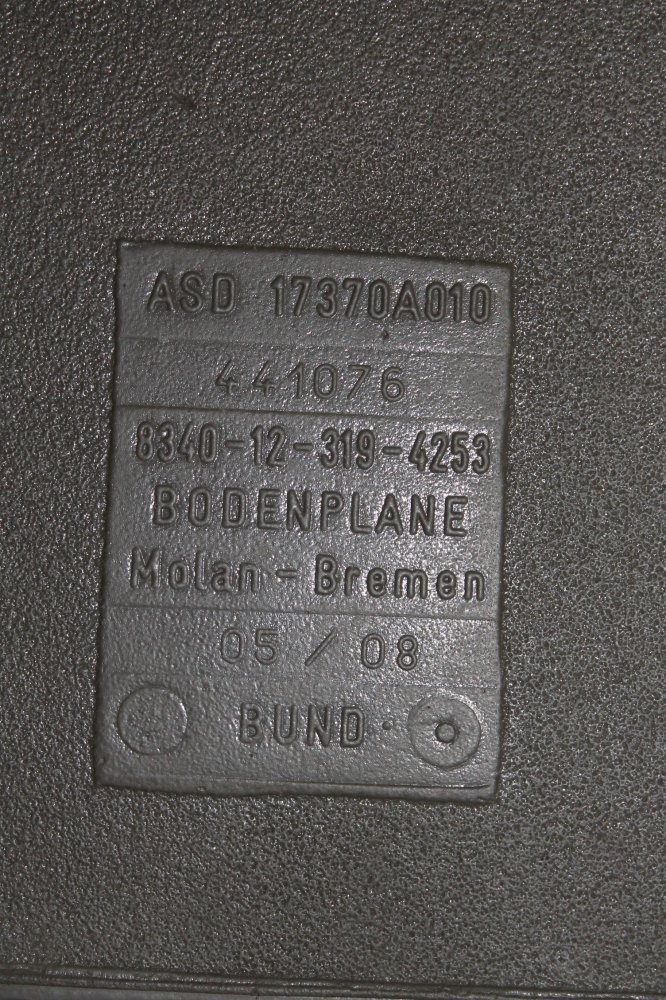 ASD 17370A010
441076
8340-12-319-4253
BODENPLANE
Molan - Bremen
05 / 08
BUND